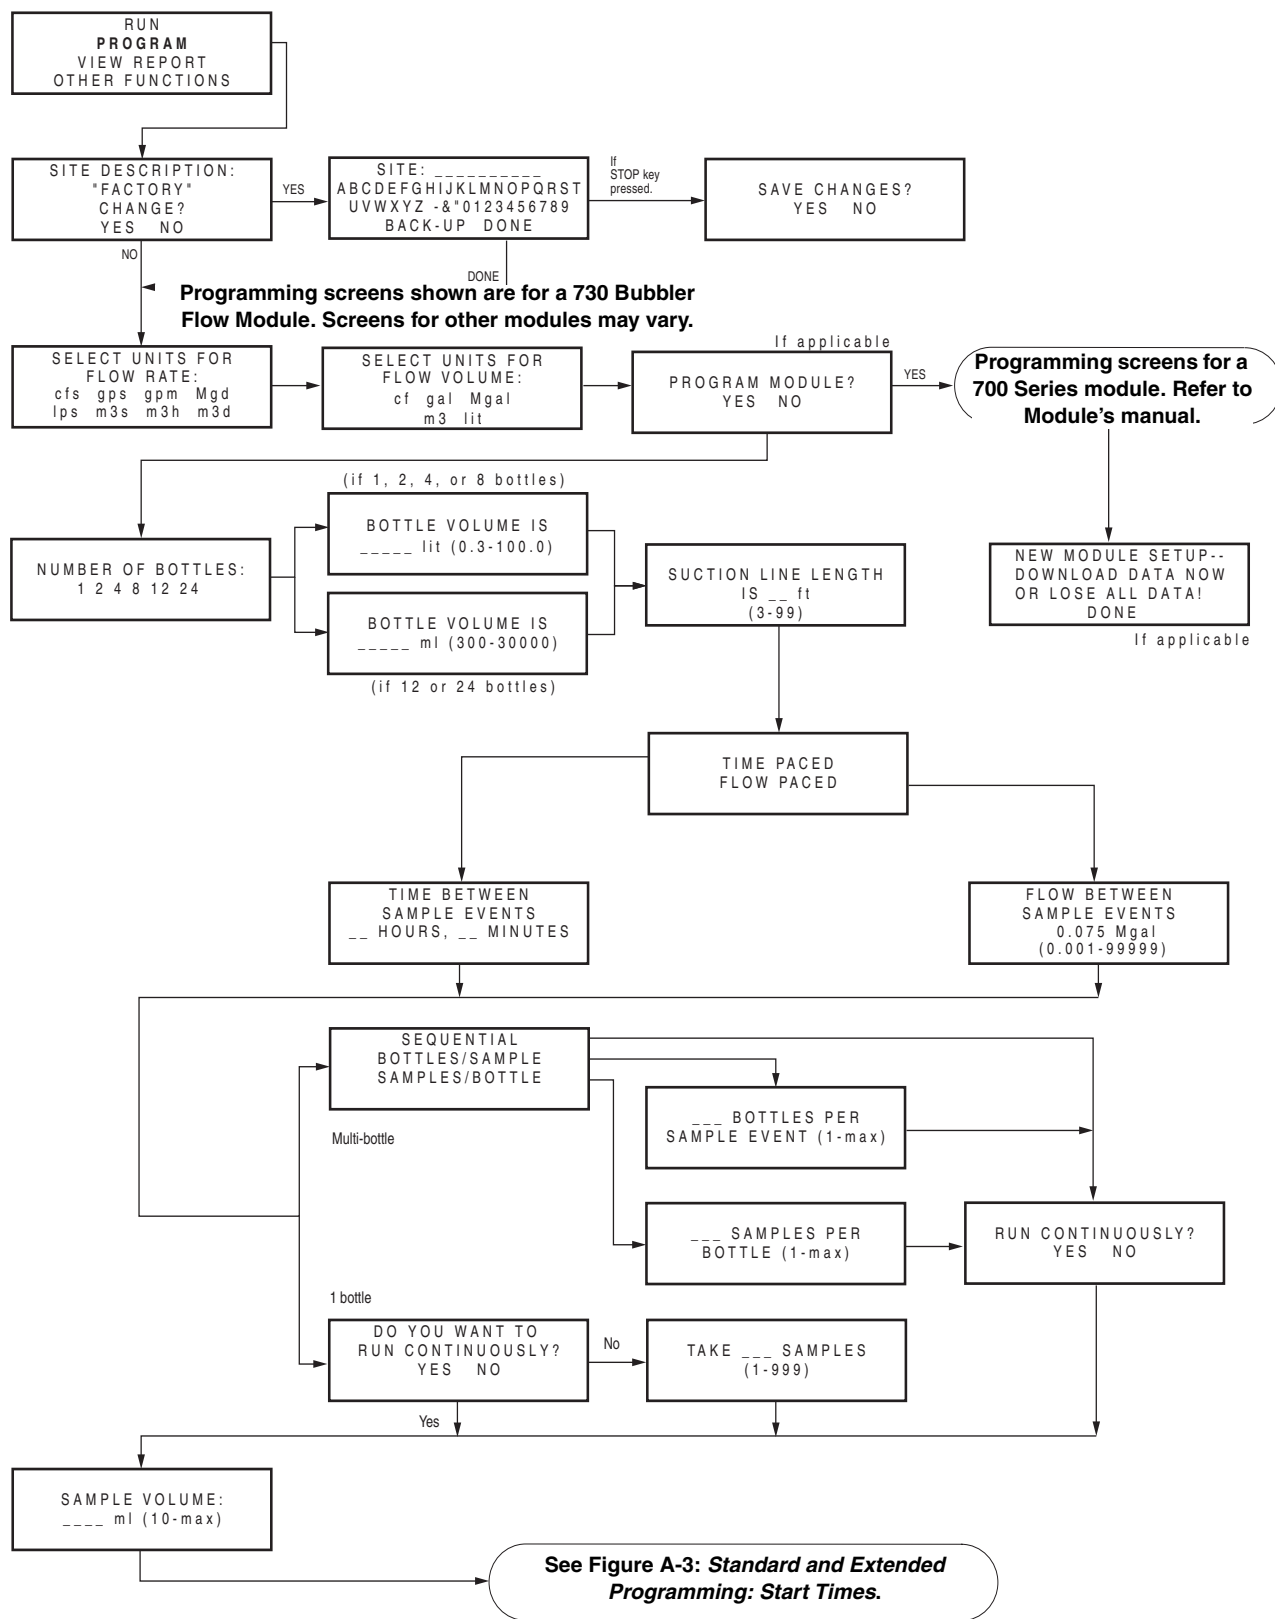 RUN
PROGRAM
VIEW REPORT
OTHER FUNCTIONS
SITE DESCRIPTION:
"FACTORY"
CHANGE?
YES NO
YES
SITE: __________
ABCDEFGHIJKLMNOPQRST
UVWXYZ -&"0123456789
BACK-UP DONE
If
STOP key
pressed.
SAVE CHANGES?
YES NO
NO
DONE
Programming screens shown are for a 730 Bubbler
Flow Module. Screens for other modules may vary.
SELECT UNITS FOR
FLOW RATE:
cfs gps gpm Mgd
lps m3s m3h m3d
SELECT UNITS FOR
FLOW VOLUME:
cf gal Mgal
m3 lit
If applicable
PROGRAM MODULE?
YES NO
YES
Programming screens for a
700 Series module. Refer to
Module's manual.
NUMBER OF BOTTLES:
1 2 4 8 12 24
(if 1, 2, 4, or 8 bottles)
BOTTLE VOLUME IS
_____ lit (0.3-100.0)
BOTTLE VOLUME IS
_____ ml (300-30000)
(if 12 or 24 bottles)
SUCTION LINE LENGTH
IS __ ft
(3-99)
NEW MODULE SETUP--
DOWNLOAD DATA NOW
OR LOSE ALL DATA!
DONE
If applicable
TIME PACED
FLOW PACED
TIME BETWEEN
SAMPLE EVENTS
__ HOURS, __ MINUTES
FLOW BETWEEN
SAMPLE EVENTS
0.075 Mgal
(0.001-99999)
SEQUENTIAL
BOTTLES/SAMPLE
SAMPLES/BOTTLE
Multi-bottle
___ BOTTLES PER
SAMPLE EVENT (1-max)
___ SAMPLES PER
BOTTLE (1-max)
RUN CONTINUOUSLY?
YES NO
1 bottle
DO YOU WANT TO
RUN CONTINUOUSLY?
YES NO
No
TAKE ___ SAMPLES
(1-999)
Yes
SAMPLE VOLUME:
____ ml (10-max)
See Figure A-3: Standard and Extended
Programming: Start Times.